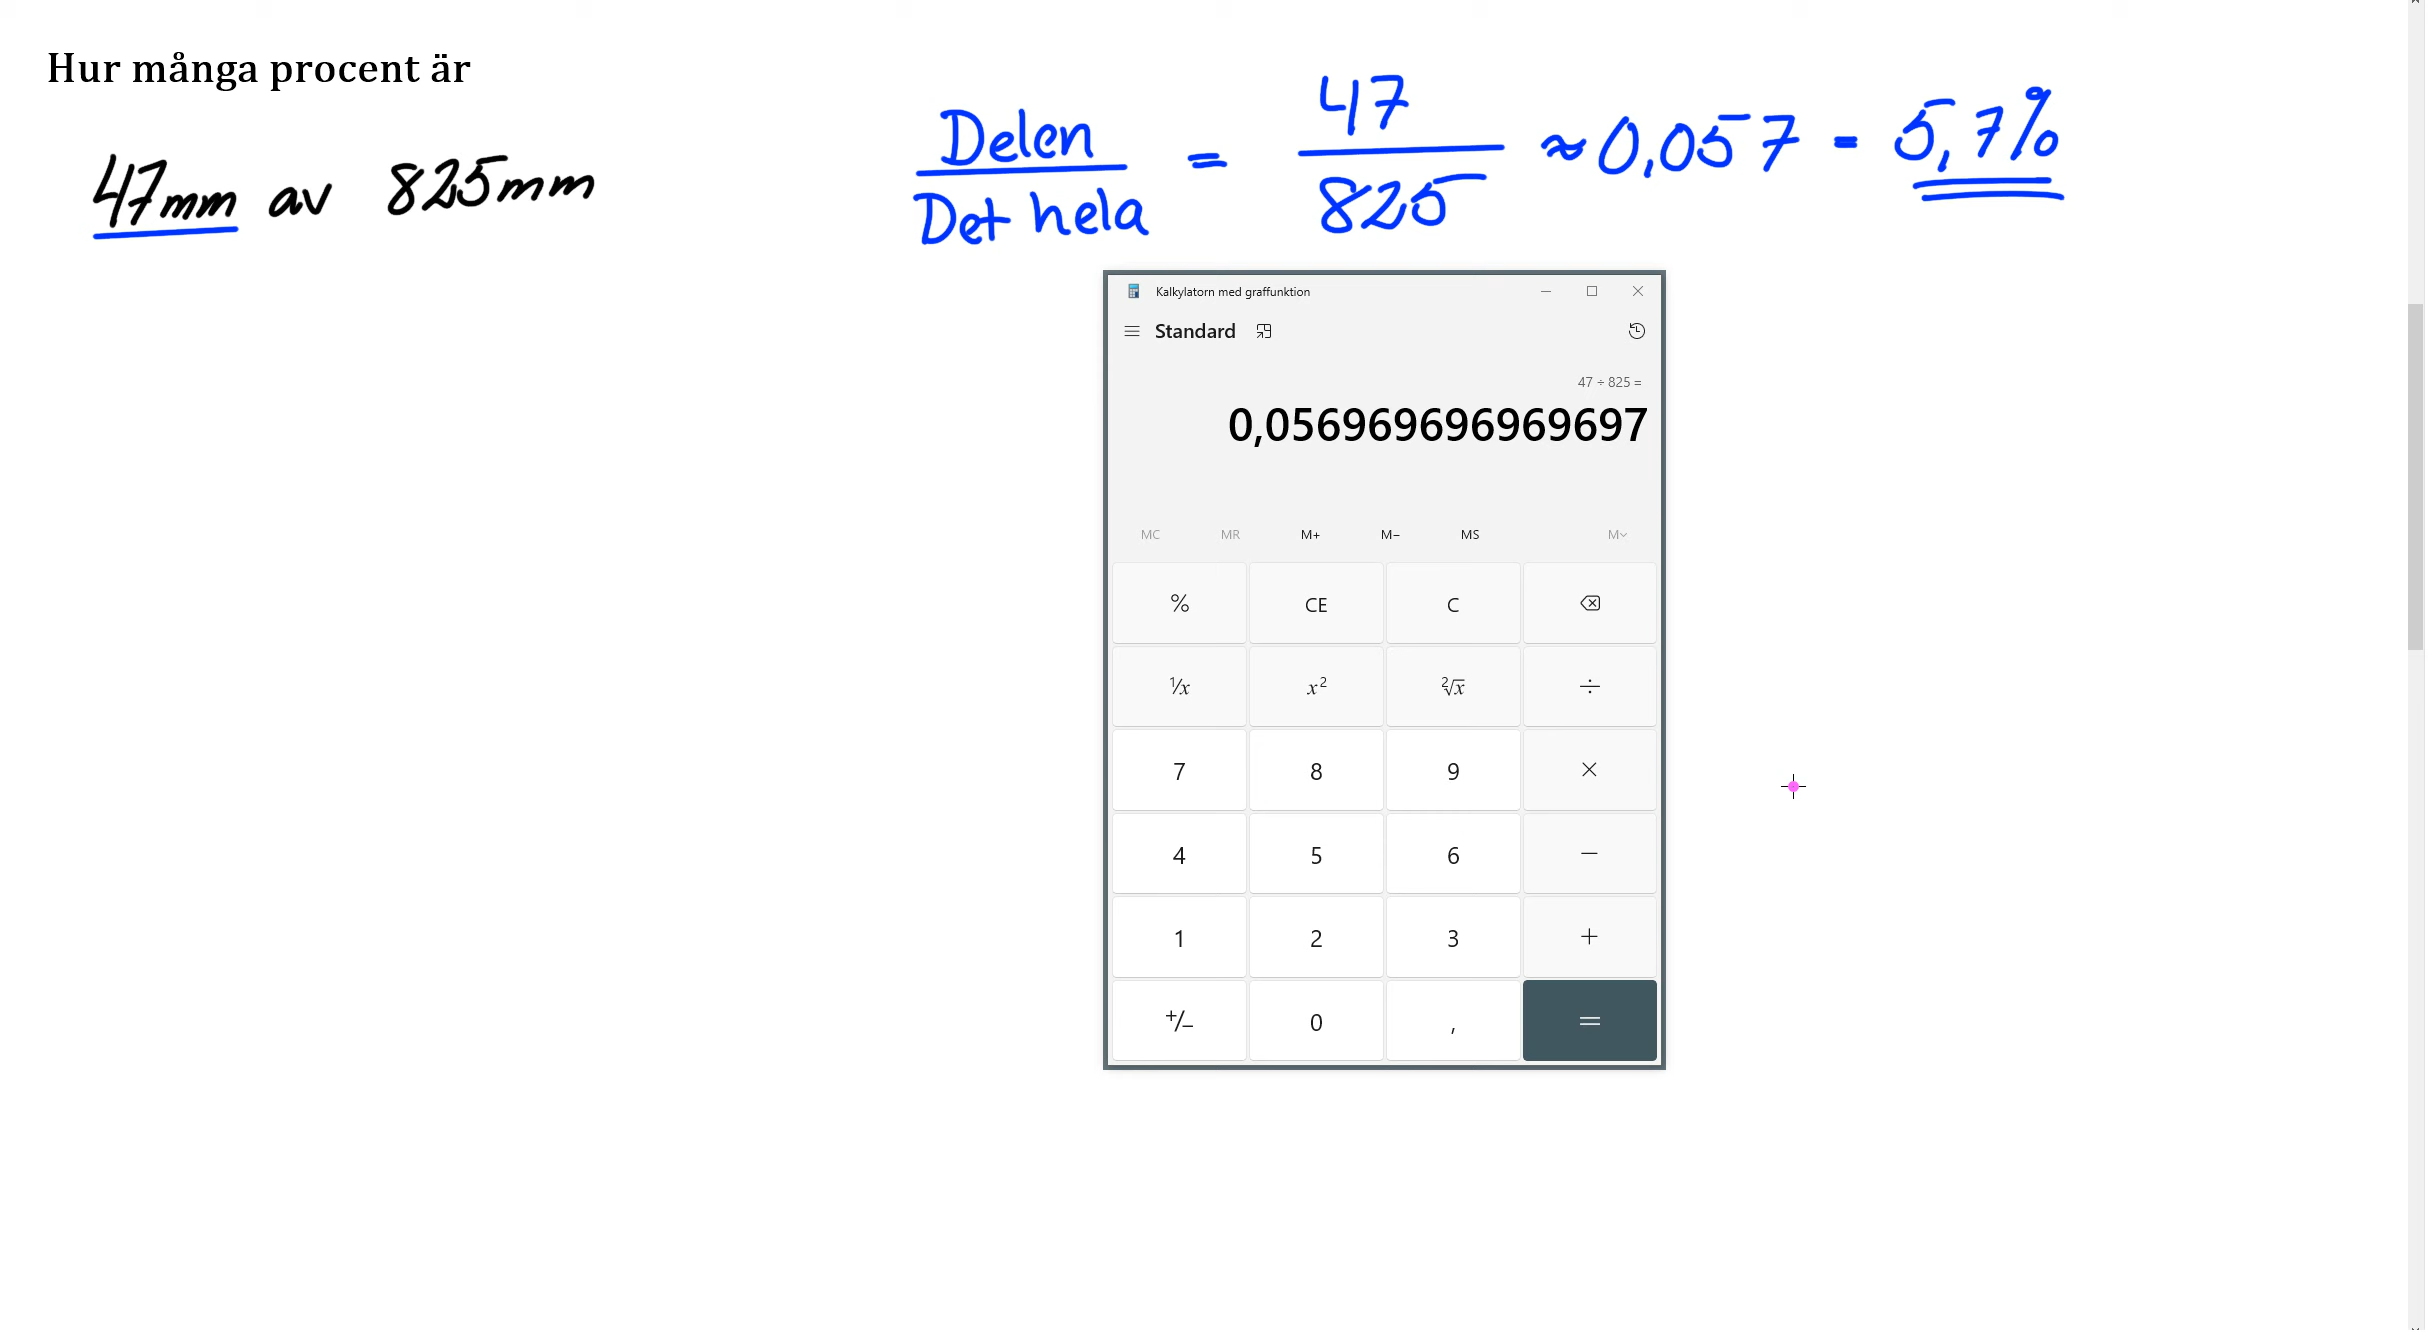 Hur många procent är
47mm av 825mm
Delen
Det hela
=
47
825
≈ 0,057 = 5,7%
Kalkylatorn med graffunktion
Standard
47 ÷ 825 =
0,056969696969697
MC MR M+ M− MS M
% CE C
1/x x² ²√x ÷
7 8 9 ×
4 5 6 −
1 2 3 +
+/− 0 , =